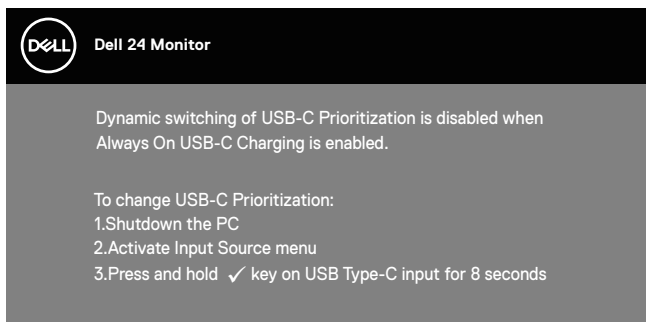 DELL
Dell 24 Monitor
Dynamic switching of USB-C Prioritization is disabled when
Always On USB-C Charging is enabled.
To change USB-C Prioritization:
1.Shutdown the PC
2.Activate Input Source menu
3.Press and hold ✓ key on USB Type-C input for 8 seconds